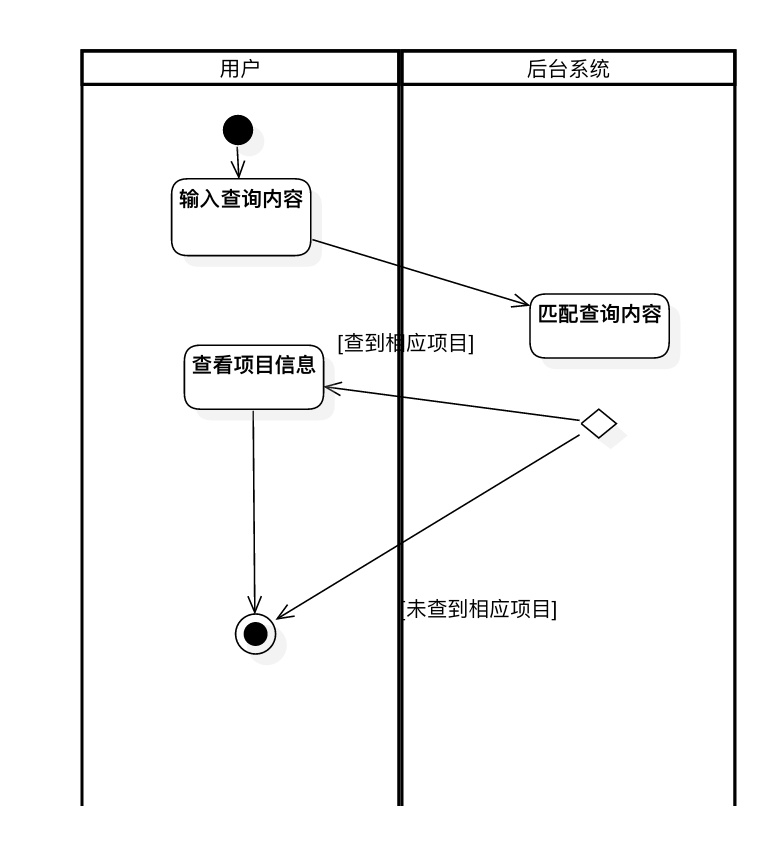 用户
后台系统
输入查询内容
匹配查询内容
[查到相应项目]
查看项目信息
[未查到相应项目]